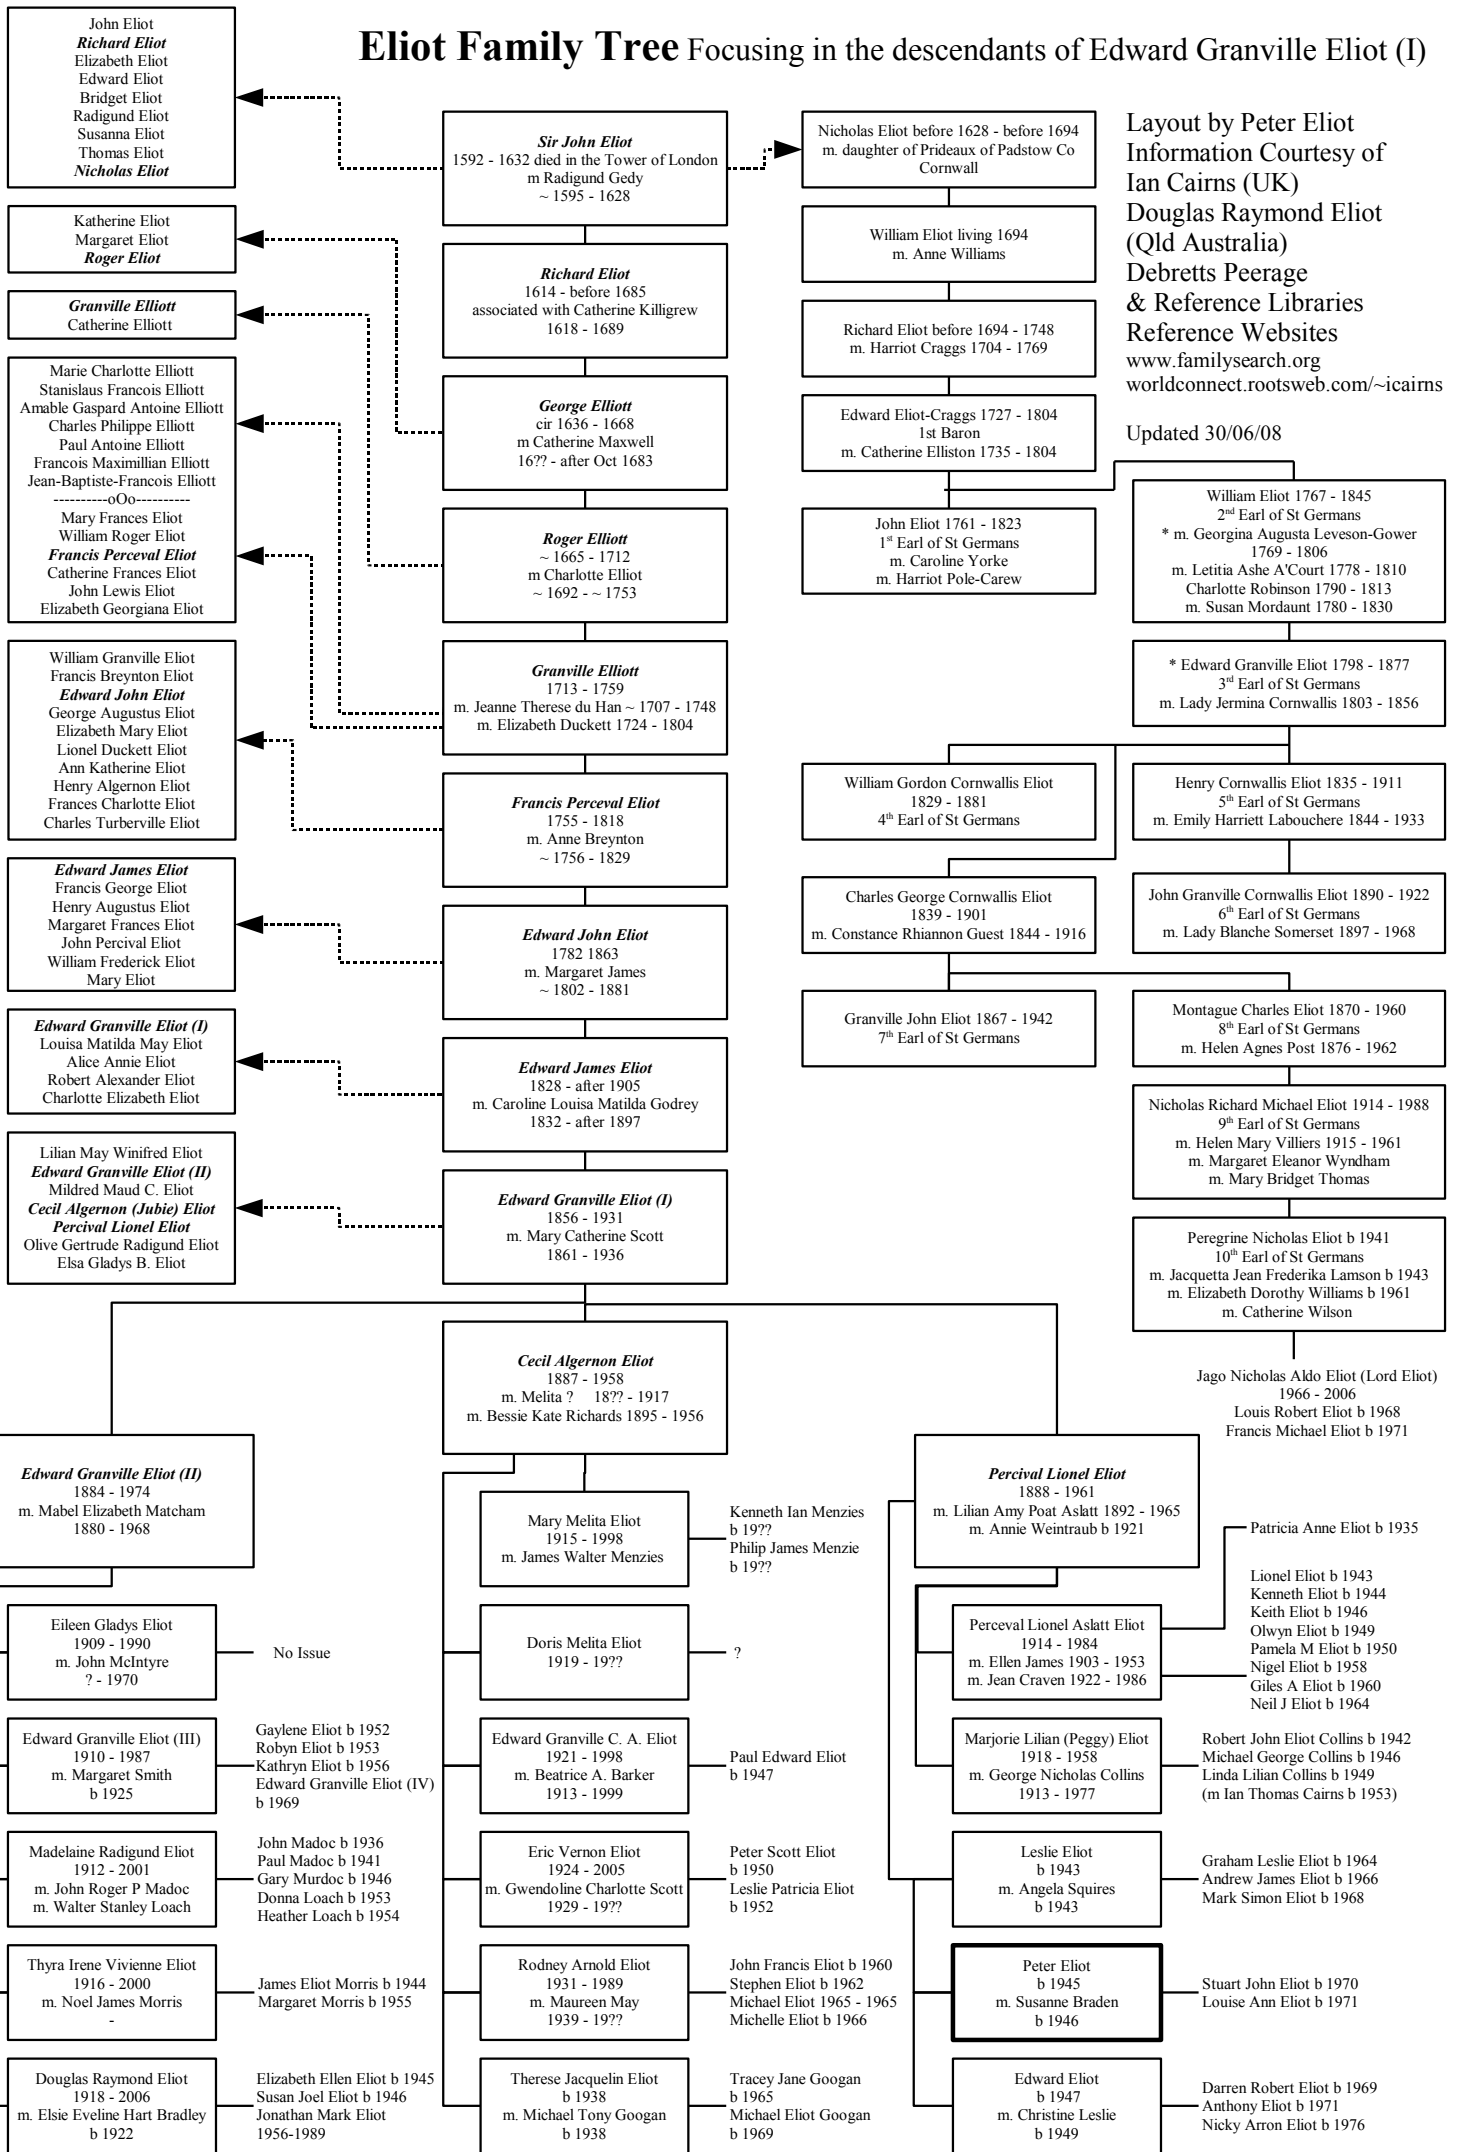 Eliot Family Tree Focusing in the descendants of Edward Granville Eliot (I)
John Eliot
Richard Eliot
Elizabeth Eliot
Edward Eliot
Bridget Eliot
Radigund Eliot
Susanna Eliot
Thomas Eliot
Nicholas Eliot
Katherine Eliot
Margaret Eliot
Roger Eliot
Granville Elliott
Catherine Elliott
Marie Charlotte Elliott
Stanislaus Francois Elliott
Amable Gaspard Antoine Elliott
Charles Philippe Elliott
Paul Antoine Elliott
Francois Maximillian Elliott
Jean-Baptiste-Francois Elliott
----------oOo----------
Mary Frances Eliot
William Roger Eliot
Francis Perceval Eliot
Catherine Frances Eliot
John Lewis Eliot
Elizabeth Georgiana Eliot
William Granville Eliot
Francis Breynton Eliot
Edward John Eliot
George Augustus Eliot
Elizabeth Mary Eliot
Lionel Duckett Eliot
Ann Katherine Eliot
Henry Algernon Eliot
Frances Charlotte Eliot
Charles Turberville Eliot
Edward James Eliot
Francis George Eliot
Henry Augustus Eliot
Margaret Frances Eliot
John Percival Eliot
William Frederick Eliot
Mary Eliot
Edward Granville Eliot (I)
Louisa Matilda May Eliot
Alice Annie Eliot
Robert Alexander Eliot
Charlotte Elizabeth Eliot
Lilian May Winifred Eliot
Edward Granville Eliot (II)
Mildred Maud C. Eliot
Cecil Algernon (Jubie) Eliot
Percival Lionel Eliot
Olive Gertrude Radigund Eliot
Elsa Gladys B. Eliot
Sir John Eliot
1592 - 1632 died in the Tower of London
m Radigund Gedy
~ 1595 - 1628
Richard Eliot
1614 - before 1685
associated with Catherine Killigrew
1618 - 1689
George Elliott
cir 1636 - 1668
m Catherine Maxwell
16?? - after Oct 1683
Roger Elliott
~ 1665 - 1712
m Charlotte Elliot
~ 1692 - ~ 1753
Granville Elliott
1713 - 1759
m. Jeanne Therese du Han ~ 1707 - 1748
m. Elizabeth Duckett 1724 - 1804
Francis Perceval Eliot
1755 - 1818
m. Anne Breynton
~ 1756 - 1829
Edward John Eliot
1782 1863
m. Margaret James
~ 1802 - 1881
Edward James Eliot
1828 - after 1905
m. Caroline Louisa Matilda Godrey
1832 - after 1897
Edward Granville Eliot (I)
1856 - 1931
m. Mary Catherine Scott
1861 - 1936
Nicholas Eliot before 1628 - before 1694
m. daughter of Prideaux of Padstow Co
Cornwall
William Eliot living 1694
m. Anne Williams
Richard Eliot before 1694 - 1748
m. Harriot Craggs 1704 - 1769
Edward Eliot-Craggs 1727 - 1804
1st Baron
m. Catherine Elliston 1735 - 1804
John Eliot 1761 - 1823
1st Earl of St Germans
m. Caroline Yorke
m. Harriot Pole-Carew
Layout by Peter Eliot
Information Courtesy of
Ian Cairns (UK)
Douglas Raymond Eliot
(Qld Australia)
Debretts Peerage
& Reference Libraries
Reference Websites
www.familysearch.org
worldconnect.rootsweb.com/~icairns
Updated 30/06/08
William Eliot 1767 - 1845
2nd Earl of St Germans
* m. Georgina Augusta Leveson-Gower
1769 - 1806
m. Letitia Ashe A'Court 1778 - 1810
Charlotte Robinson 1790 - 1813
m. Susan Mordaunt 1780 - 1830
* Edward Granville Eliot 1798 - 1877
3rd Earl of St Germans
m. Lady Jermina Cornwallis 1803 - 1856
William Gordon Cornwallis Eliot
1829 - 1881
4th Earl of St Germans
Henry Cornwallis Eliot 1835 - 1911
5th Earl of St Germans
m. Emily Harriett Labouchere 1844 - 1933
Charles George Cornwallis Eliot
1839 - 1901
m. Constance Rhiannon Guest 1844 - 1916
John Granville Cornwallis Eliot 1890 - 1922
6th Earl of St Germans
m. Lady Blanche Somerset 1897 - 1968
Granville John Eliot 1867 - 1942
7th Earl of St Germans
Montague Charles Eliot 1870 - 1960
8th Earl of St Germans
m. Helen Agnes Post 1876 - 1962
Nicholas Richard Michael Eliot 1914 - 1988
9th Earl of St Germans
m. Helen Mary Villiers 1915 - 1961
m. Margaret Eleanor Wyndham
m. Mary Bridget Thomas
Peregrine Nicholas Eliot b 1941
10th Earl of St Germans
m. Jacquetta Jean Frederika Lamson b 1943
m. Elizabeth Dorothy Williams b 1961
m. Catherine Wilson
Jago Nicholas Aldo Eliot (Lord Eliot)
1966 - 2006
Louis Robert Eliot b 1968
Francis Michael Eliot b 1971
Edward Granville Eliot (II)
1884 - 1974
m. Mabel Elizabeth Matcham
1880 - 1968
Eileen Gladys Eliot
1909 - 1990
m. John McIntyre
? - 1970
No Issue
Edward Granville Eliot (III)
1910 - 1987
m. Margaret Smith
b 1925
Gaylene Eliot b 1952
Robyn Eliot b 1953
Kathryn Eliot b 1956
Edward Granville Eliot (IV)
b 1969
Madelaine Radigund Eliot
1912 - 2001
m. John Roger P Madoc
m. Walter Stanley Loach
John Madoc b 1936
Paul Madoc b 1941
Gary Murdoc b 1946
Donna Loach b 1953
Heather Loach b 1954
Thyra Irene Vivienne Eliot
1916 - 2000
m. Noel James Morris
-
James Eliot Morris b 1944
Margaret Morris b 1955
Douglas Raymond Eliot
1918 - 2006
m. Elsie Eveline Hart Bradley
b 1922
Elizabeth Ellen Eliot b 1945
Susan Joel Eliot b 1946
Jonathan Mark Eliot
1956-1989
Cecil Algernon Eliot
1887 - 1958
m. Melita ? 18?? - 1917
m. Bessie Kate Richards 1895 - 1956
Mary Melita Eliot
1915 - 1998
m. James Walter Menzies
Kenneth Ian Menzies
b 19??
Philip James Menzie
b 19??
Doris Melita Eliot
1919 - 19??
?
Edward Granville C. A. Eliot
1921 - 1998
m. Beatrice A. Barker
1913 - 1999
Paul Edward Eliot
b 1947
Eric Vernon Eliot
1924 - 2005
m. Gwendoline Charlotte Scott
1929 - 19??
Peter Scott Eliot
b 1950
Leslie Patricia Eliot
b 1952
Rodney Arnold Eliot
1931 - 1989
m. Maureen May
1939 - 19??
John Francis Eliot b 1960
Stephen Eliot b 1962
Michael Eliot 1965 - 1965
Michelle Eliot b 1966
Therese Jacquelin Eliot
b 1938
m. Michael Tony Googan
b 1938
Tracey Jane Googan
b 1965
Michael Eliot Googan
b 1969
Percival Lionel Eliot
1888 - 1961
m. Lilian Amy Poat Aslatt 1892 - 1965
m. Annie Weintraub b 1921
Perceval Lionel Aslatt Eliot
1914 - 1984
m. Ellen James 1903 - 1953
m. Jean Craven 1922 - 1986
Patricia Anne Eliot b 1935
Lionel Eliot b 1943
Kenneth Eliot b 1944
Keith Eliot b 1946
Olwyn Eliot b 1949
Pamela M Eliot b 1950
Nigel Eliot b 1958
Giles A Eliot b 1960
Neil J Eliot b 1964
Marjorie Lilian (Peggy) Eliot
1918 - 1958
m. George Nicholas Collins
1913 - 1977
Robert John Eliot Collins b 1942
Michael George Collins b 1946
Linda Lilian Collins b 1949
(m Ian Thomas Cairns b 1953)
Leslie Eliot
b 1943
m. Angela Squires
b 1943
Graham Leslie Eliot b 1964
Andrew James Eliot b 1966
Mark Simon Eliot b 1968
Peter Eliot
b 1945
m. Susanne Braden
b 1946
Stuart John Eliot b 1970
Louise Ann Eliot b 1971
Edward Eliot
b 1947
m. Christine Leslie
b 1949
Darren Robert Eliot b 1969
Anthony Eliot b 1971
Nicky Arron Eliot b 1976